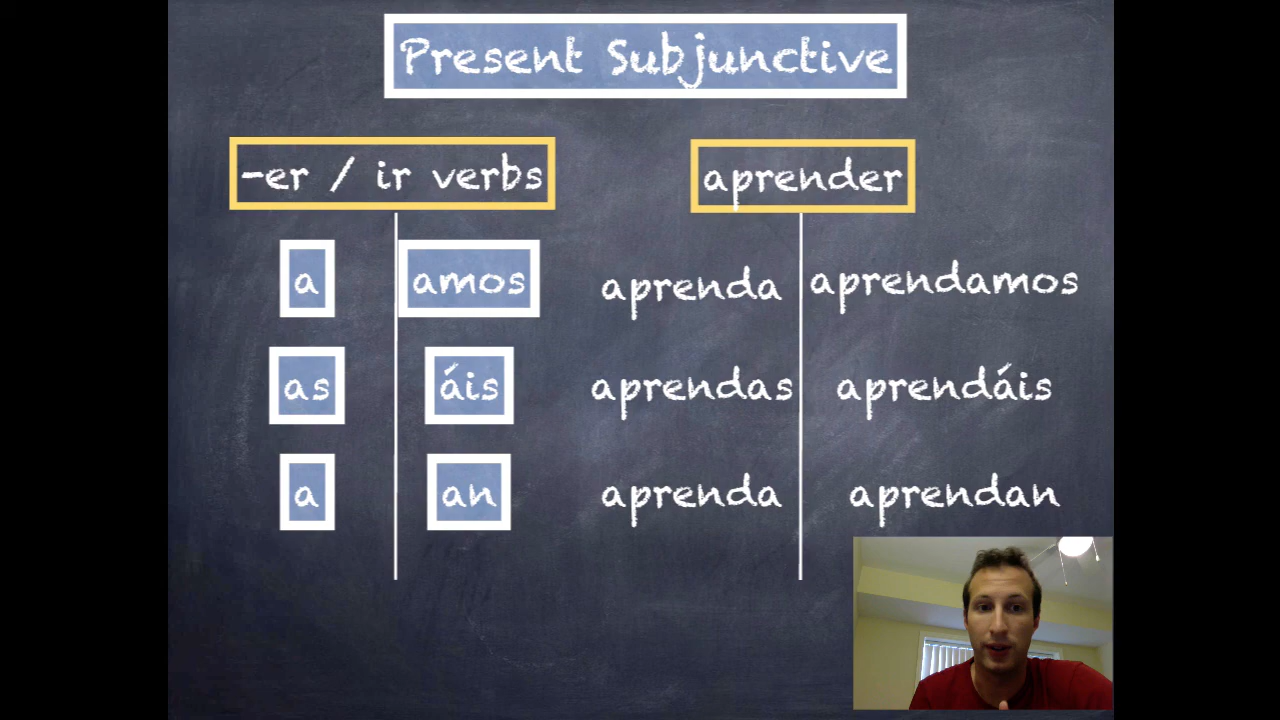 Present Subjunctive
-er / ir verbs
a amos
as áis
a an
aprender
aprenda aprendamos
aprendas aprendáis
aprenda aprendan